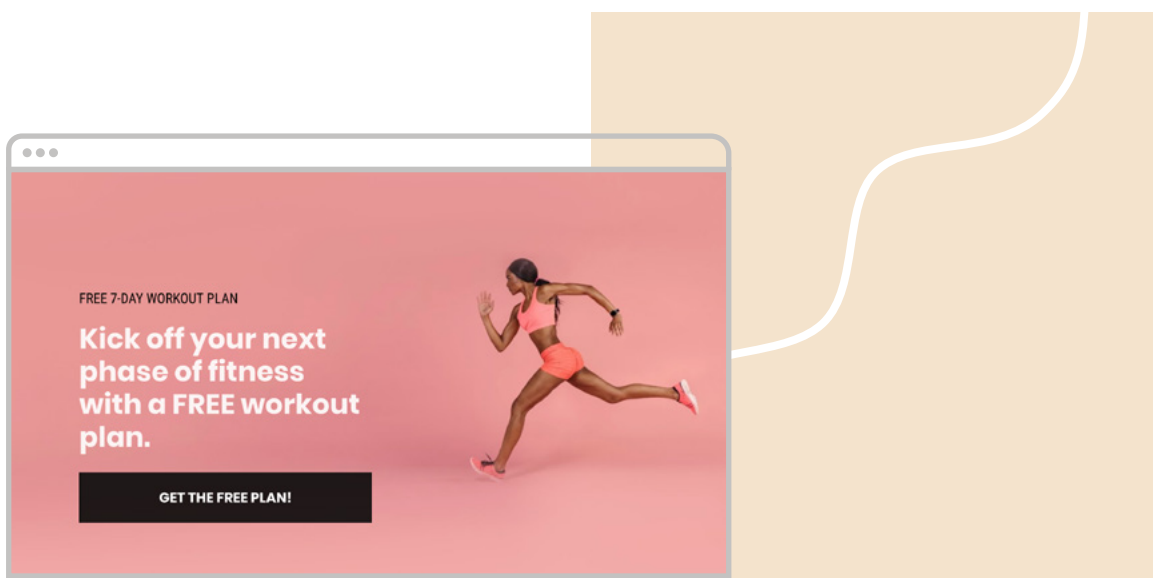 FREE 7-DAY WORKOUT PLAN
Kick off your next
phase of fitness
with a FREE workout
plan.
GET THE FREE PLAN!